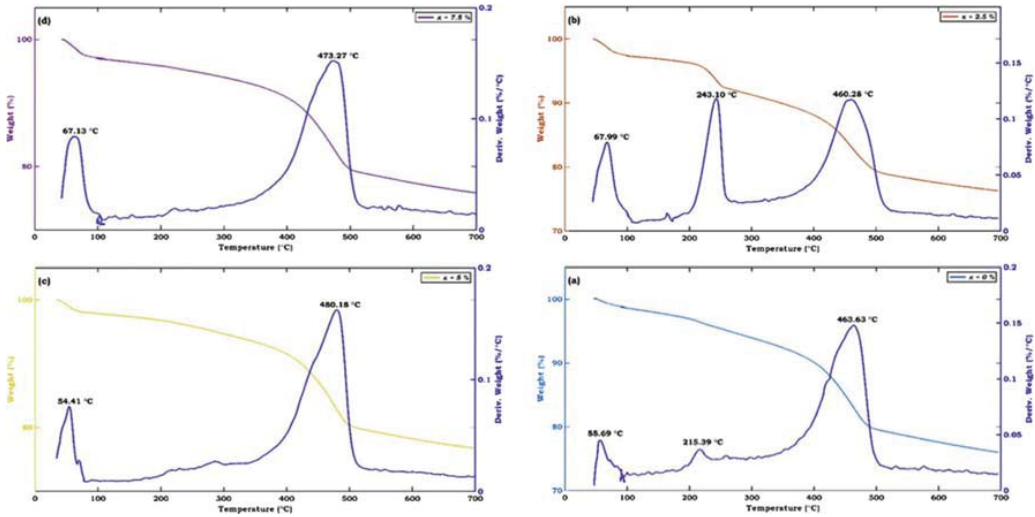 (d)
x = 7.5 %
473.27 °C
67.13 °C
100
80
0.2
0.1
0
Weight (%)
Deriv. Weight (%/°C)
0 100 200 300 400 500 600 700
Temperature (°C)
(b)
x = 2.5 %
243.10 °C
460.28 °C
67.99 °C
100
90
80
70
0.15
0.1
0.05
0
Weight (%)
Deriv. Weight (%/°C)
0 100 200 300 400 500 600 700
Temperature (°C)
(c)
x = 5 %
480.18 °C
54.41 °C
100
80
0.2
0.1
0
Weight (%)
Deriv. Weight (%/°C)
0 100 200 300 400 500 600 700
Temperature (°C)
(a)
x = 0 %
463.63 °C
55.69 °C
215.39 °C
100
90
80
70
0.2
0.15
0.1
0.05
0
Weight (%)
Deriv. Weight (%/°C)
0 100 200 300 400 500 600 700
Temperature (°C)